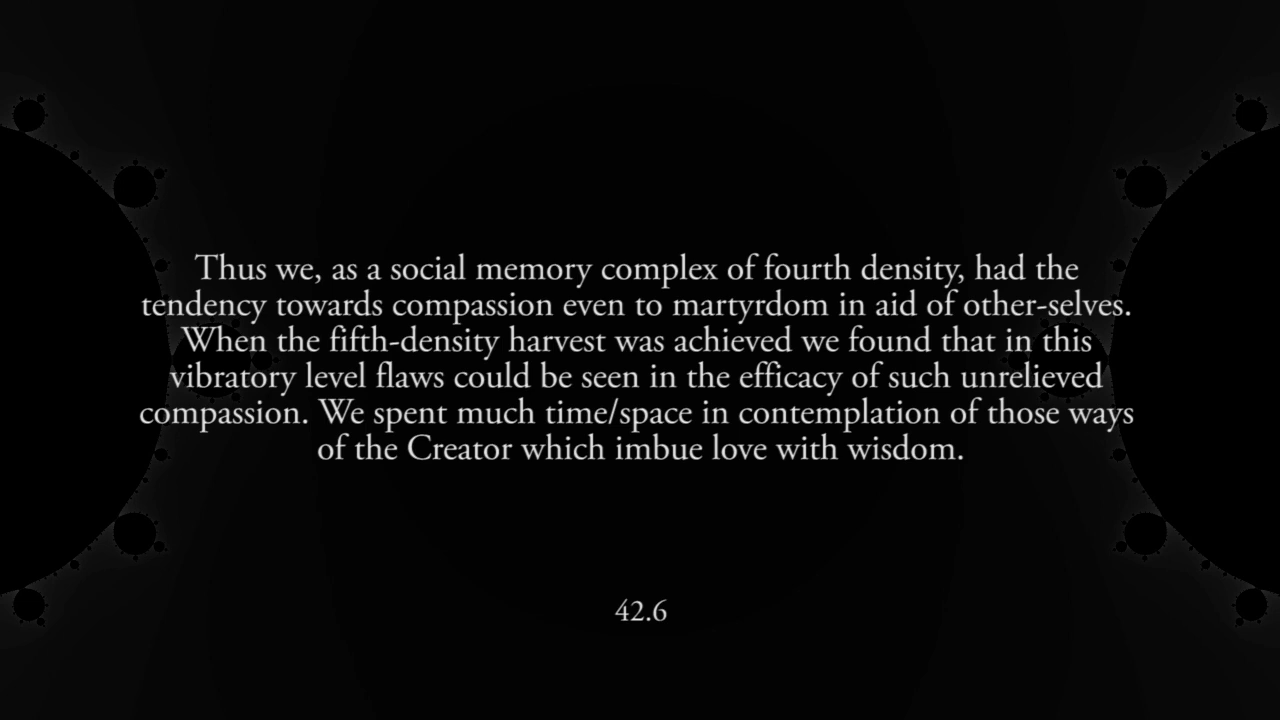 Thus we, as a social memory complex of fourth density, had the
tendency towards compassion even to martyrdom in aid of other-selves.
When the fifth-density harvest was achieved we found that in this
vibratory level flaws could be seen in the efficacy of such unrelieved
compassion. We spent much time/space in contemplation of those ways
of the Creator which imbue love with wisdom.
42.6